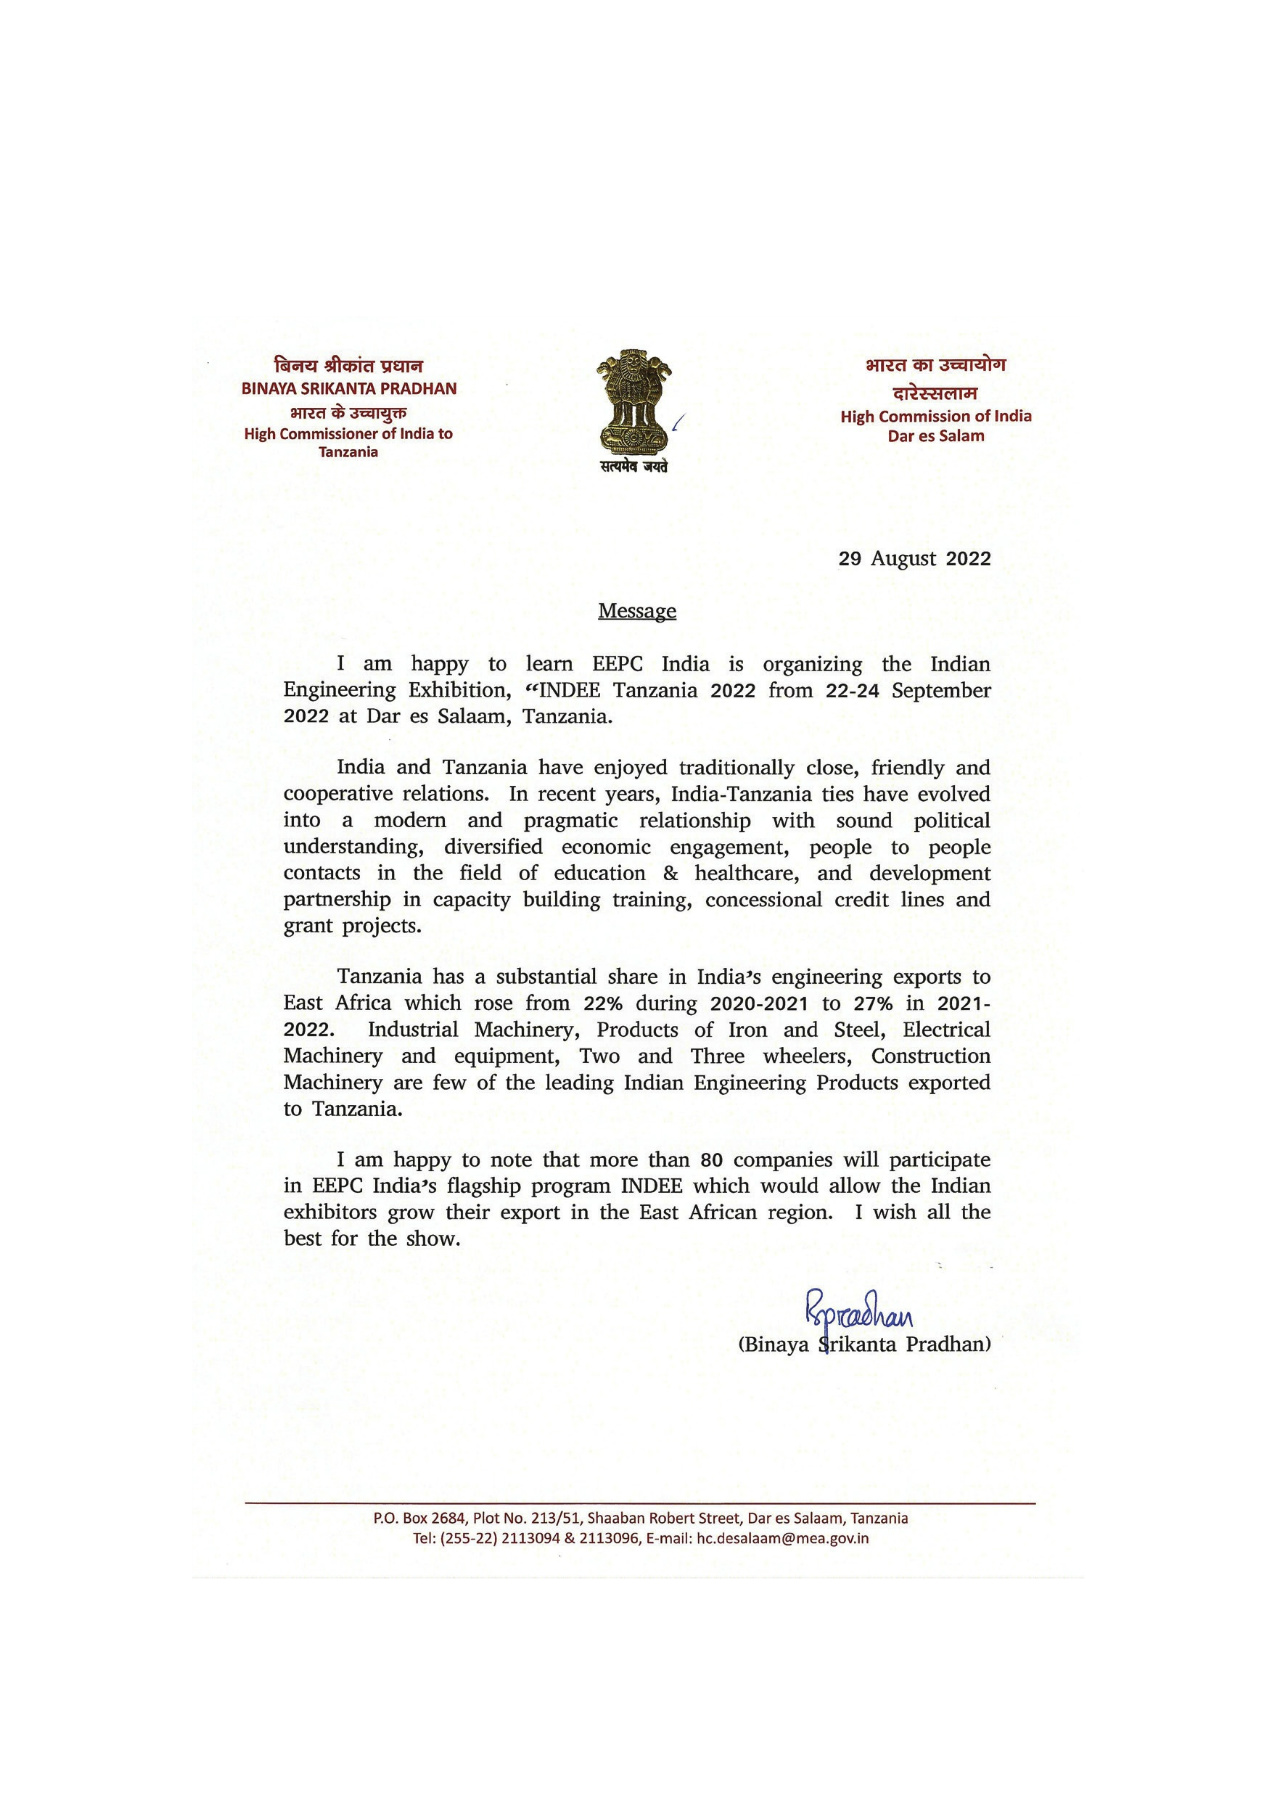 बिनय श्रीकांत प्रधान
BINAYA SRIKANTA PRADHAN
भारत के उच्चायुक्त
High Commissioner of India to
Tanzania
सत्यमेव जयते
भारत का उच्चायोग
दारेस्सलाम
High Commission of India
Dar es Salam
29 August 2022
Message
I am happy to learn EEPC India is organizing the Indian
Engineering Exhibition, “INDEE Tanzania 2022 from 22-24 September
2022 at Dar es Salaam, Tanzania.
India and Tanzania have enjoyed traditionally close, friendly and
cooperative relations. In recent years, India-Tanzania ties have evolved
into a modern and pragmatic relationship with sound political
understanding, diversified economic engagement, people to people
contacts in the field of education & healthcare, and development
partnership in capacity building training, concessional credit lines and
grant projects.
Tanzania has a substantial share in India’s engineering exports to
East Africa which rose from 22% during 2020-2021 to 27% in 2021-
2022. Industrial Machinery, Products of Iron and Steel, Electrical
Machinery and equipment, Two and Three wheelers, Construction
Machinery are few of the leading Indian Engineering Products exported
to Tanzania.
I am happy to note that more than 80 companies will participate
in EEPC India’s flagship program INDEE which would allow the Indian
exhibitors grow their export in the East African region. I wish all the
best for the show.
Bspradhan
(Binaya Srikanta Pradhan)
P.O. Box 2684, Plot No. 213/51, Shaaban Robert Street, Dar es Salaam, Tanzania
Tel: (255-22) 2113094 & 2113096, E-mail: hc.desalaam@mea.gov.in